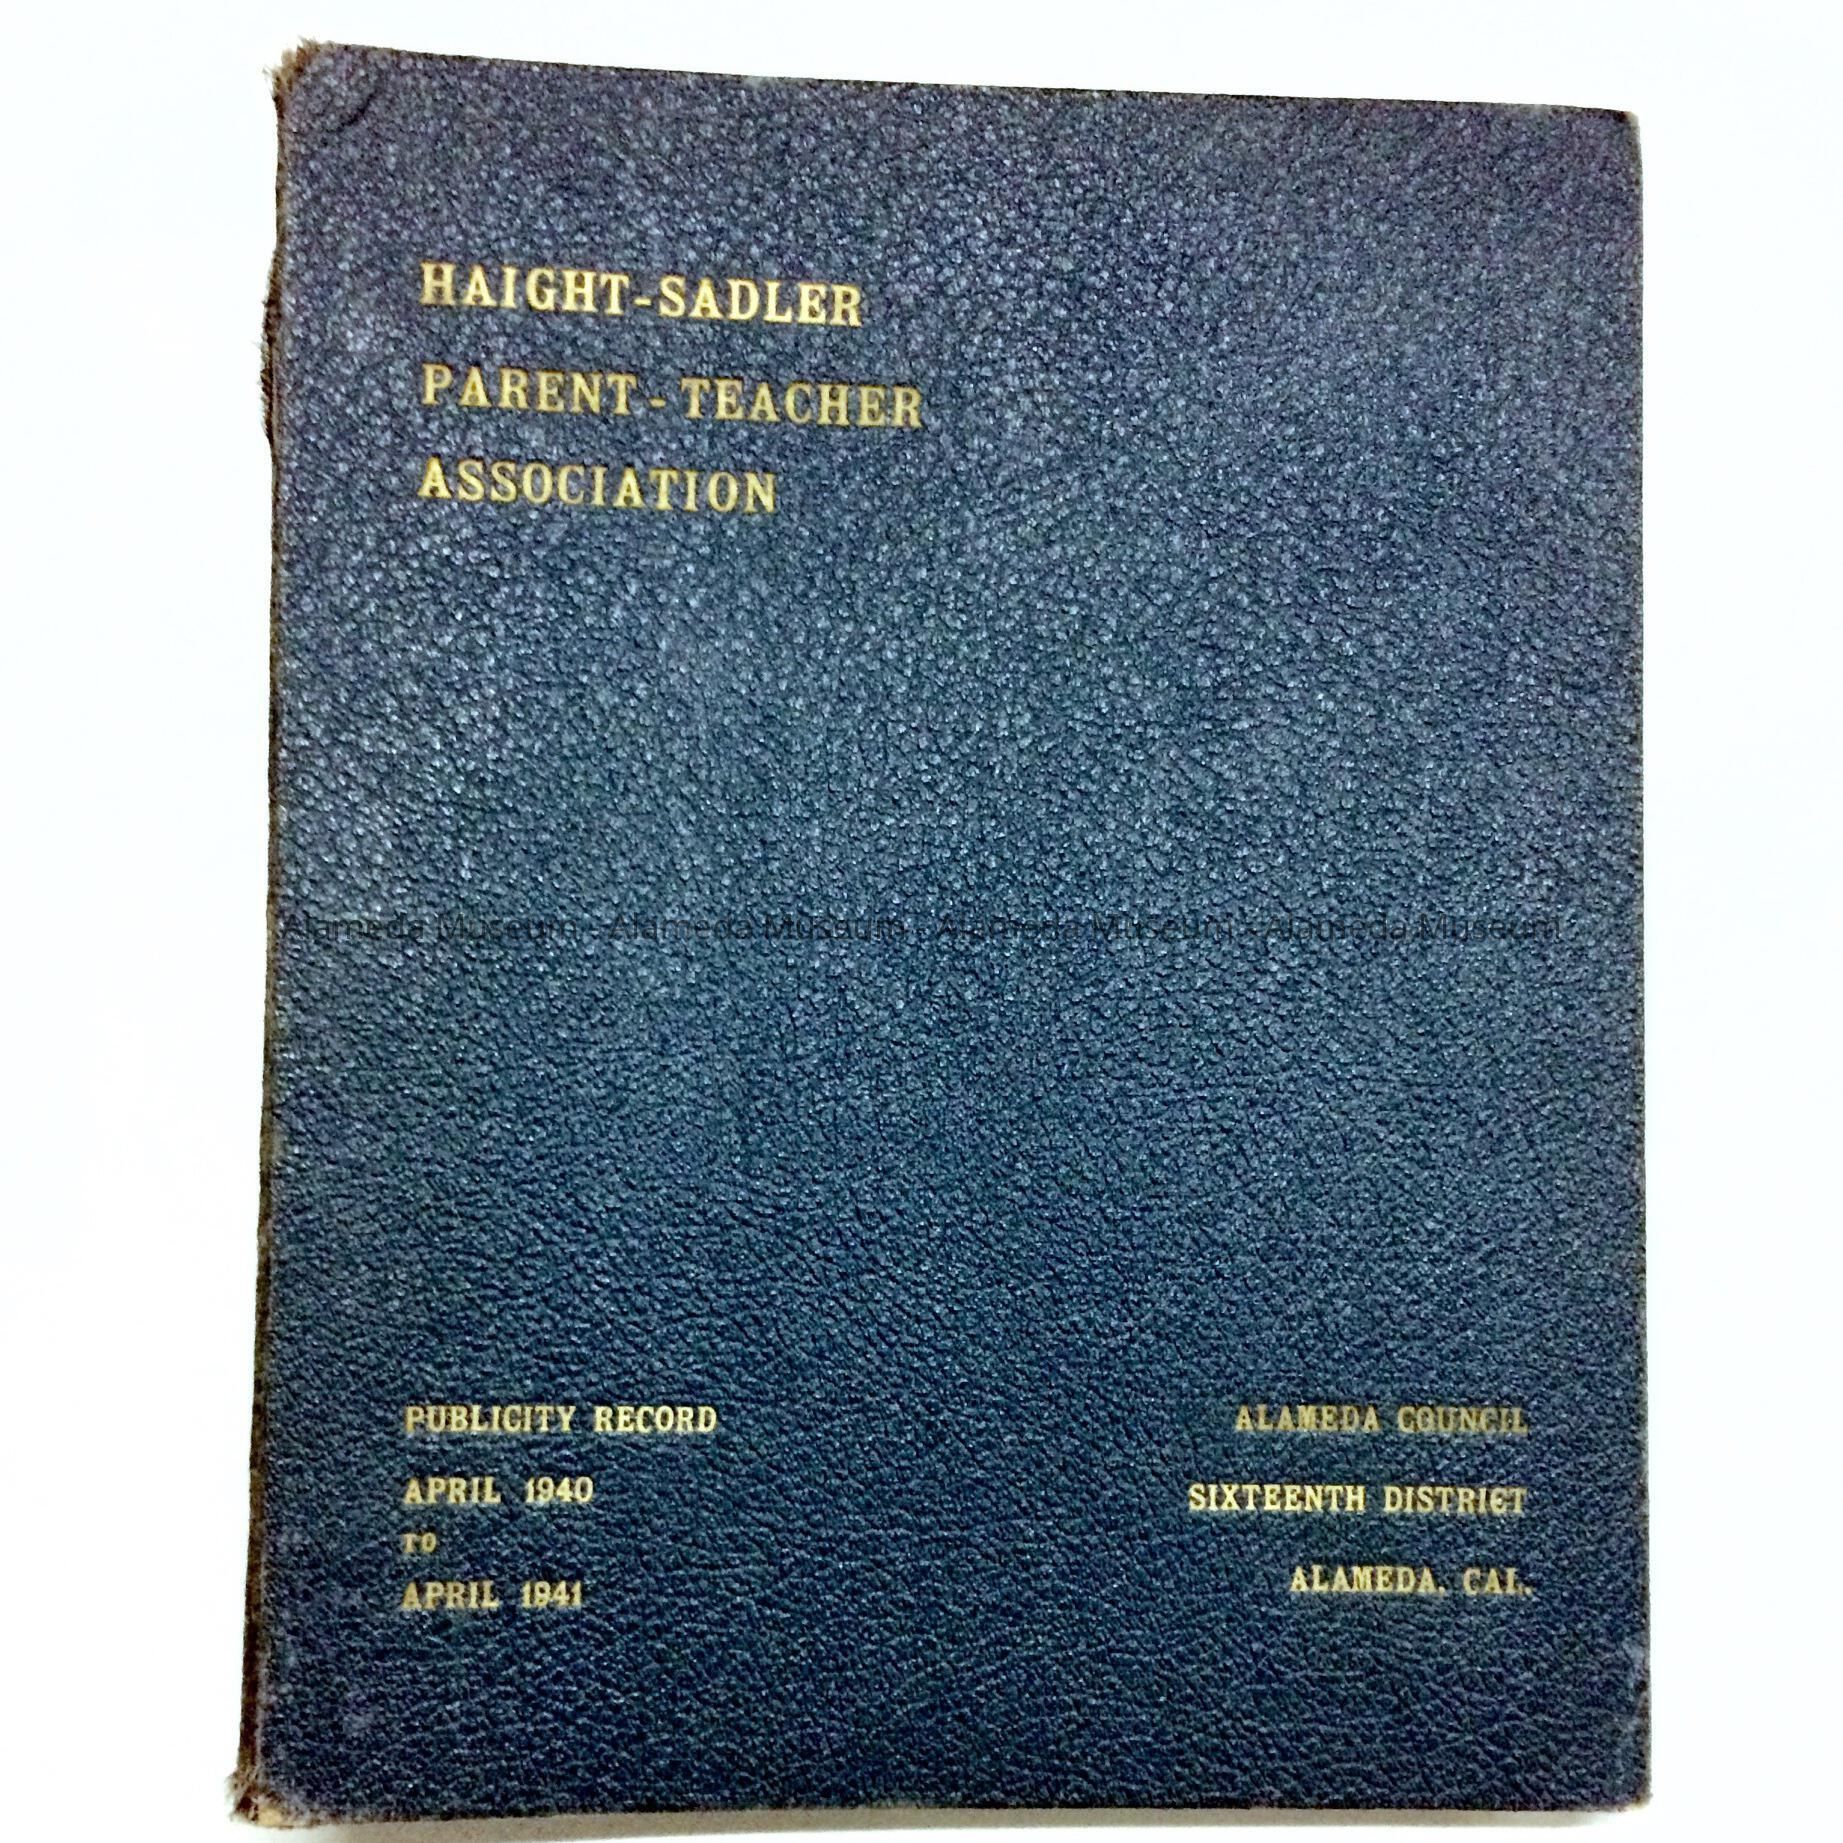 HAIGHT-SADLER
PARENT-TEACHER
ASSOCIATION
Alameda Museum - Alameda Museum - Alameda Museum - Alameda Museum
PUBLICITY RECORD
APRIL 1940
TO
APRIL 1941
ALAMEDA COUNCIL
SIXTEENTH DISTRICT
ALAMEDA. CAL.